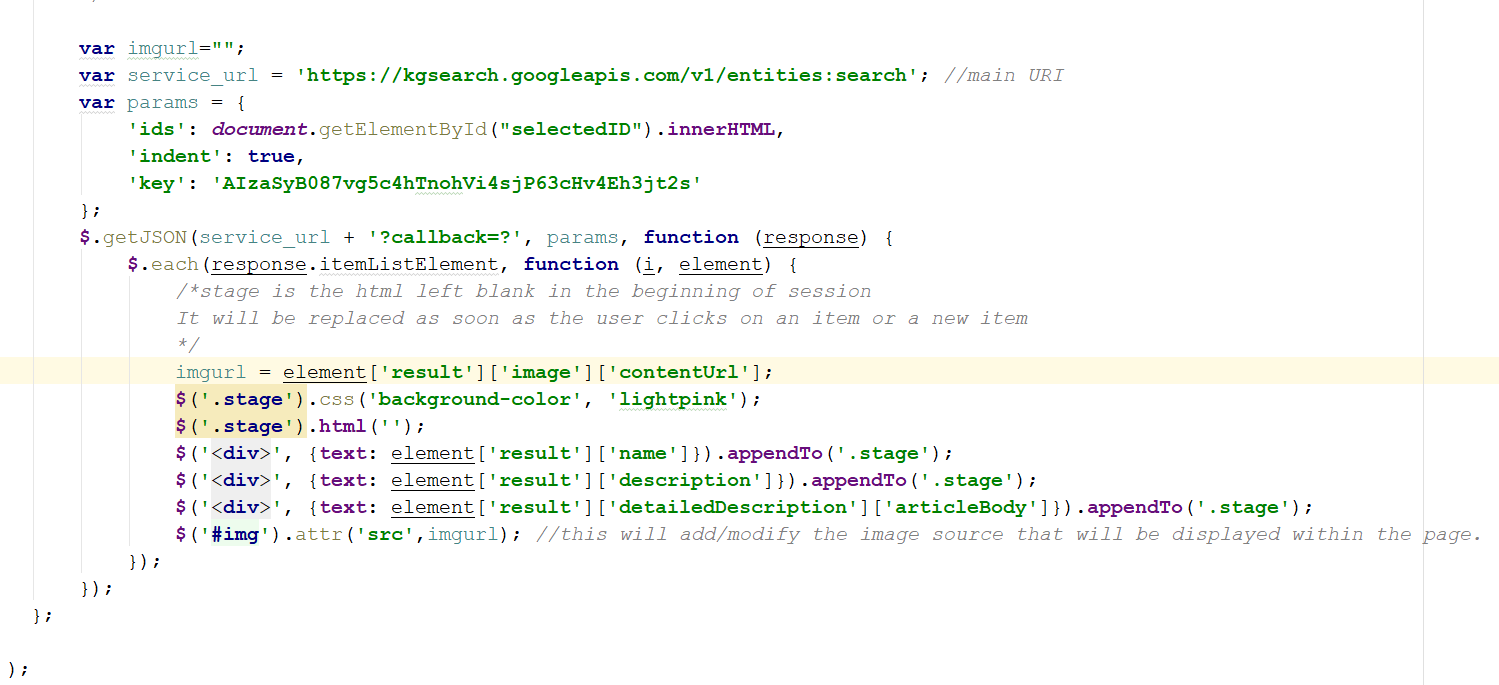 var imgurl="";
var service_url = 'https://kgsearch.googleapis.com/v1/entities:search'; //main URI
var params = {
'ids': document.getElementById("selectedID").innerHTML,
'indent': true,
'key': 'AIzaSyB087vg5c4hTnohVi4sjP63cHv4Eh3jt2s'
};
$.getJSON(service_url + '?callback=?', params, function (response) {
$.each(response.itemListElement, function (i, element) {
/*stage is the html left blank in the beginning of session
It will be replaced as soon as the user clicks on an item or a new item
*/
imgurl = element['result']['image']['contentUrl'];
$('.stage').css('background-color', 'lightpink');
$('.stage').html('');
$('<div>', {text: element['result']['name']}).appendTo('.stage');
$('<div>', {text: element['result']['description']}).appendTo('.stage');
$('<div>', {text: element['result']['detailedDescription']['articleBody']}).appendTo('.stage');
$('#img').attr('src',imgurl); //this will add/modify the image source that will be displayed within the page.
});
});
};
);